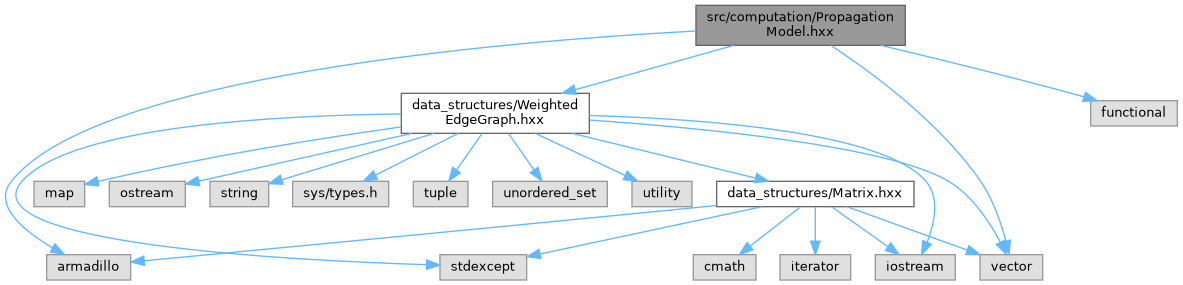 src/computation/Propagation
Model.hxx
data_structures/Weighted
EdgeGraph.hxx
functional
map
ostream
string
sys/types.h
tuple
unordered_set
utility
data_structures/Matrix.hxx
armadillo
stdexcept
cmath
iterator
iostream
vector